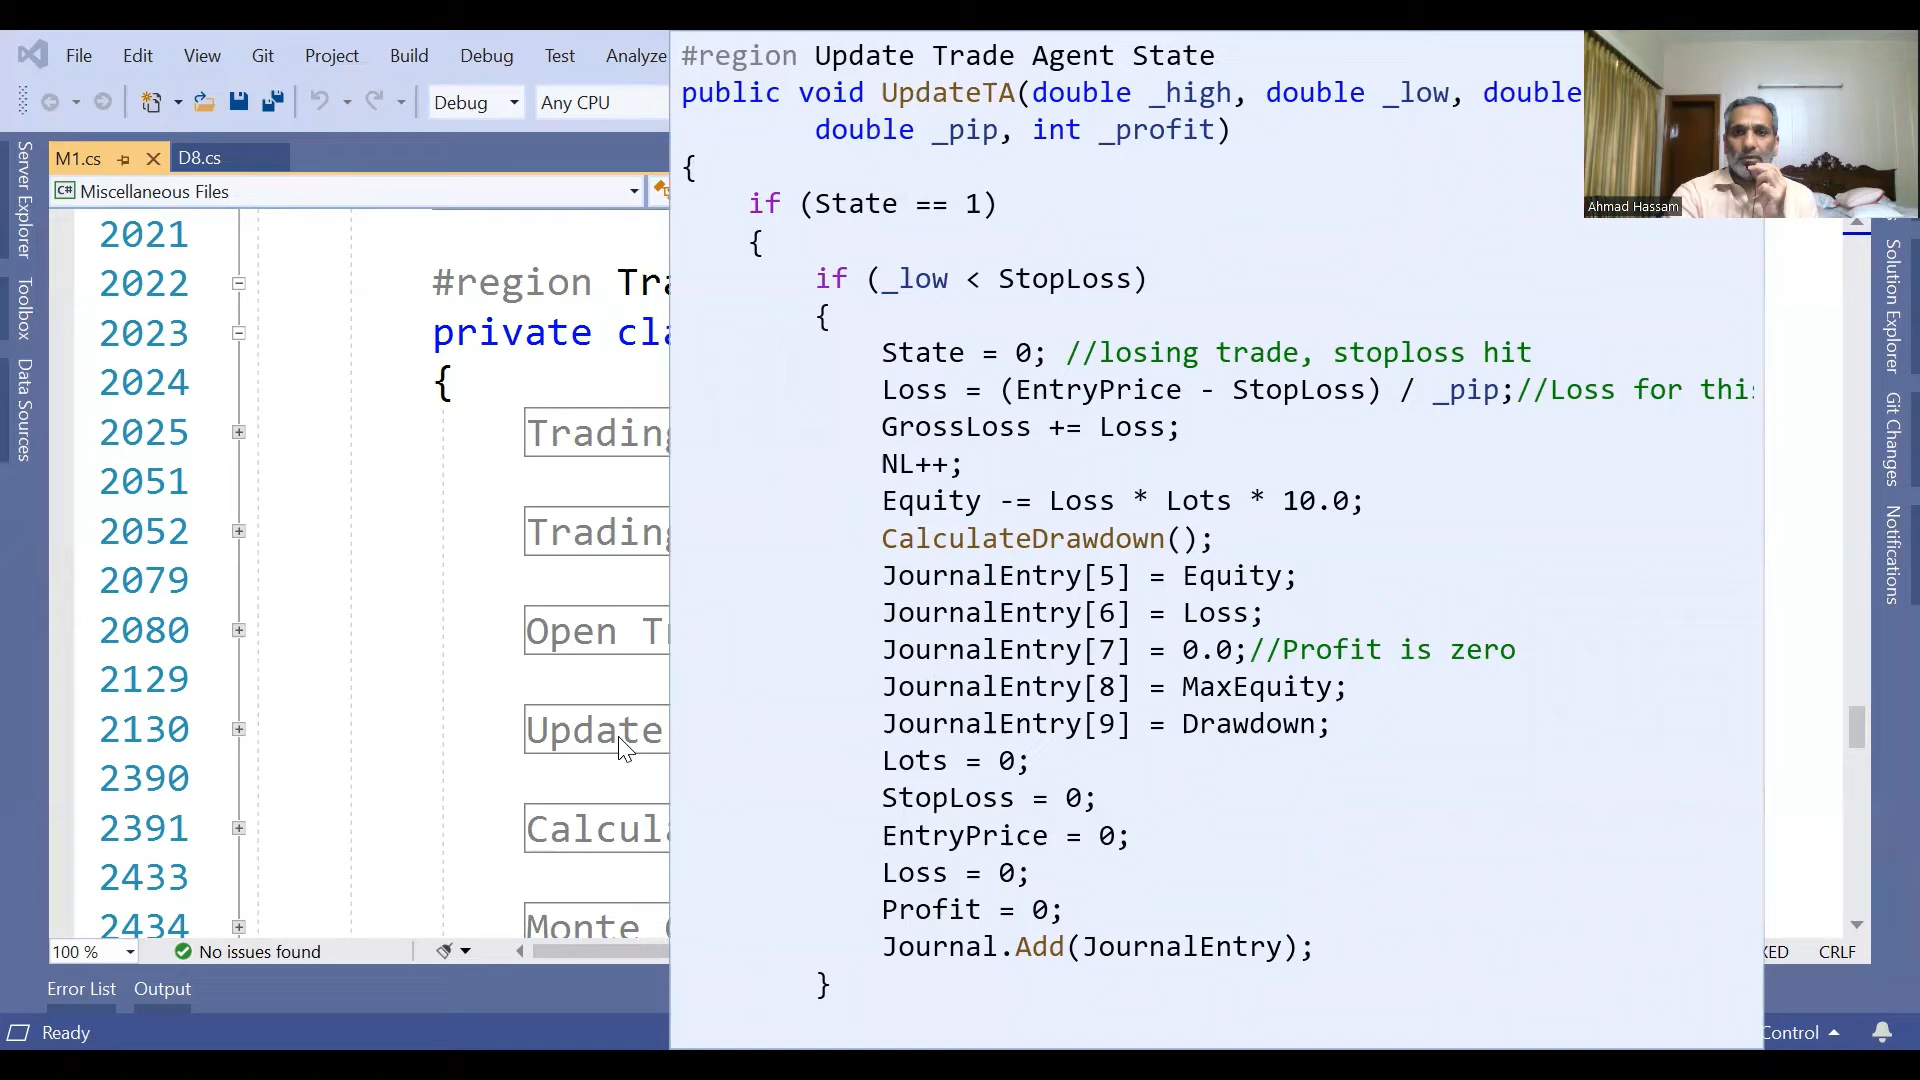 File Edit View Git Project Build Debug Test Analyze
Debug Any CPU
M1.cs D8.cs
C# Miscellaneous Files
Server Explorer
Toolbox
Data Sources
2021
2022 #region
2023 private
2024 {
2025 Trading
2051
2052 Trading
2079
2080 Open
2129
2130 Update
2390
2391
2433
2434 Monte
100 % No issues found
Error List Output
Ready
#region Update Trade Agent State
public void UpdateTA(double _high, double _low, double
double _pip, int _profit)
{
if (State == 1)
{
if (_low < StopLoss)
{
State = 0; //losing trade, stoploss hit
Loss = (EntryPrice - StopLoss) / _pip;//Loss for this
GrossLoss += Loss;
NL++;
Equity -= Loss * Lots * 10.0;
CalculateDrawdown();
JournalEntry[5] = Equity;
JournalEntry[6] = Loss;
JournalEntry[7] = 0.0;//Profit is zero
JournalEntry[8] = MaxEquity;
JournalEntry[9] = Drawdown;
Lots = 0;
StopLoss = 0;
EntryPrice = 0;
Loss = 0;
Profit = 0;
Journal.Add(JournalEntry);
}
Ahmad Hassam
Solution Explorer
Git Changes
Notifications
CRLF
Control